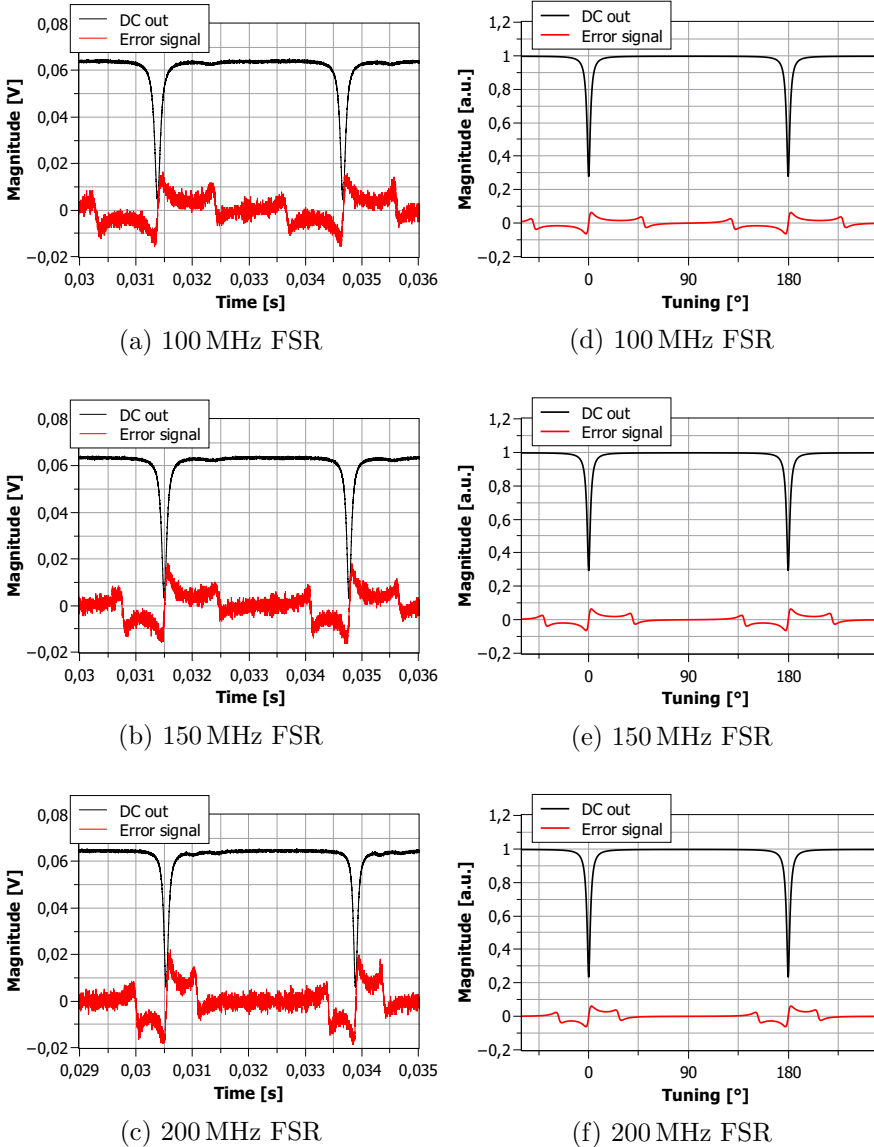 DC out
Error signal
0,08
0,06
0,04
0,02
0
−0,02
Magnitude [V]
0,03 0,031 0,032 0,033 0,034 0,035 0,036
Time [s]
(a) 100 MHz FSR
DC out
Error signal
1,2
1
0,8
0,6
0,4
0,2
0
−0,2
Magnitude [a.u.]
0 90 180
Tuning [°]
(d) 100 MHz FSR
DC out
Error signal
0,08
0,06
0,04
0,02
0
−0,02
Magnitude [V]
0,03 0,031 0,032 0,033 0,034 0,035 0,036
Time [s]
(b) 150 MHz FSR
DC out
Error signal
1,2
1
0,8
0,6
0,4
0,2
0
−0,2
Magnitude [a.u.]
0 90 180
Tuning [°]
(e) 150 MHz FSR
DC out
Error signal
0,08
0,06
0,04
0,02
0
−0,02
Magnitude [V]
0,029 0,03 0,031 0,032 0,033 0,034 0,035
Time [s]
(c) 200 MHz FSR
DC out
Error signal
1,2
1
0,8
0,6
0,4
0,2
0
−0,2
Magnitude [a.u.]
0 90 180
Tuning [°]
(f) 200 MHz FSR